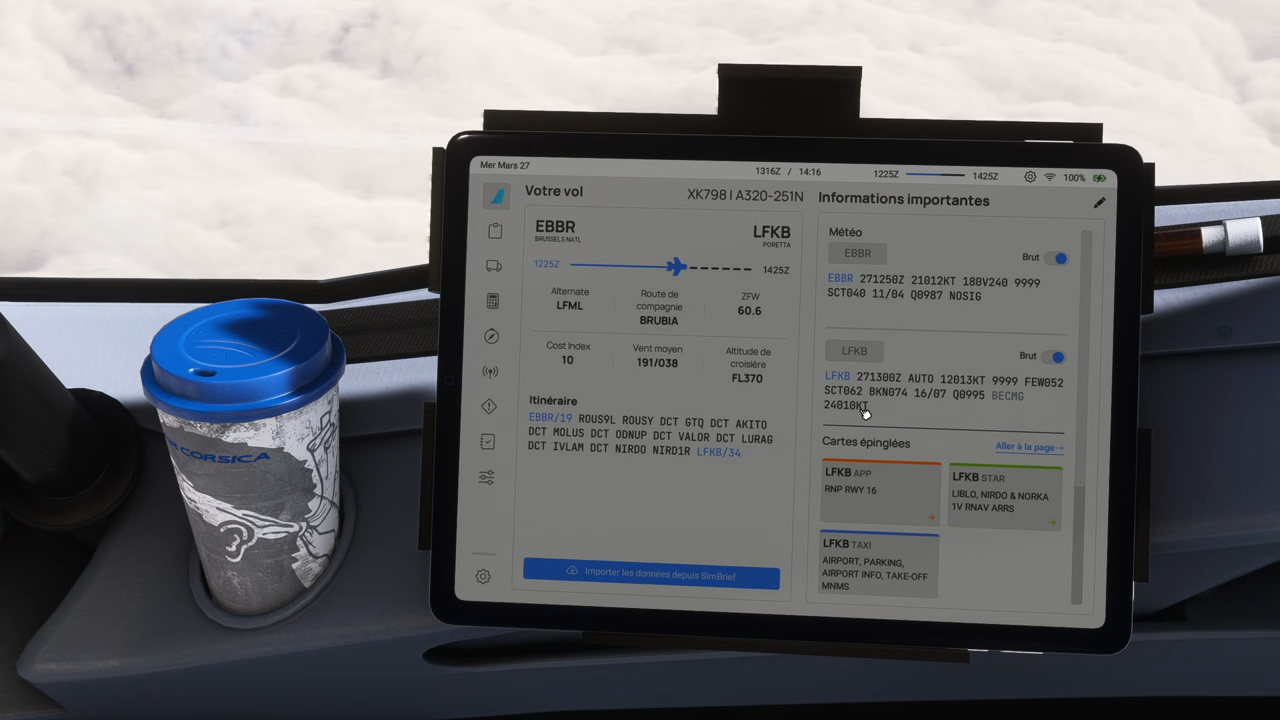 Mer Mars 27
1316Z / 14:16
1225Z
1425Z
100%
Votre vol
XK798 | A320-251N
EBBR
BRUSSELS NATL
LFKB
PORETTA
1225Z
1425Z
Alternate
LFML
Route de
compagnie
BRUBIA
ZFW
60.6
Cost Index
10
Vent moyen
191/038
Altitude de
croisière
FL370
Itinéraire
EBBR/19 ROUS9L ROUSY DCT GTQ DCT AKITO
DCT MOLUS DCT ODNUP DCT VALOR DCT LURAG
DCT IVLAM DCT NIRDO NIRD1R LFKB/34
Importer les données depuis SimBrief
Informations importantes
Météo
EBBR
Brut
EBBR 271250Z 21012KT 180V240 9999
SCT040 11/04 Q0987 NOSIG
LFKB
Brut
LFKB 271300Z AUTO 12013KT 9999 FEW052
SCT062 BKN074 16/07 Q0995 BECMG
24010KT
Cartes épinglées
Aller à la page
LFKB APP
RNP RWY 16
LFKB STAR
LIBLO, NIRDO & NORKA
1V RNAV ARRS
LFKB TAXI
AIRPORT, PARKING,
AIRPORT INFO, TAKE-OFF
MNMS
CORSICA